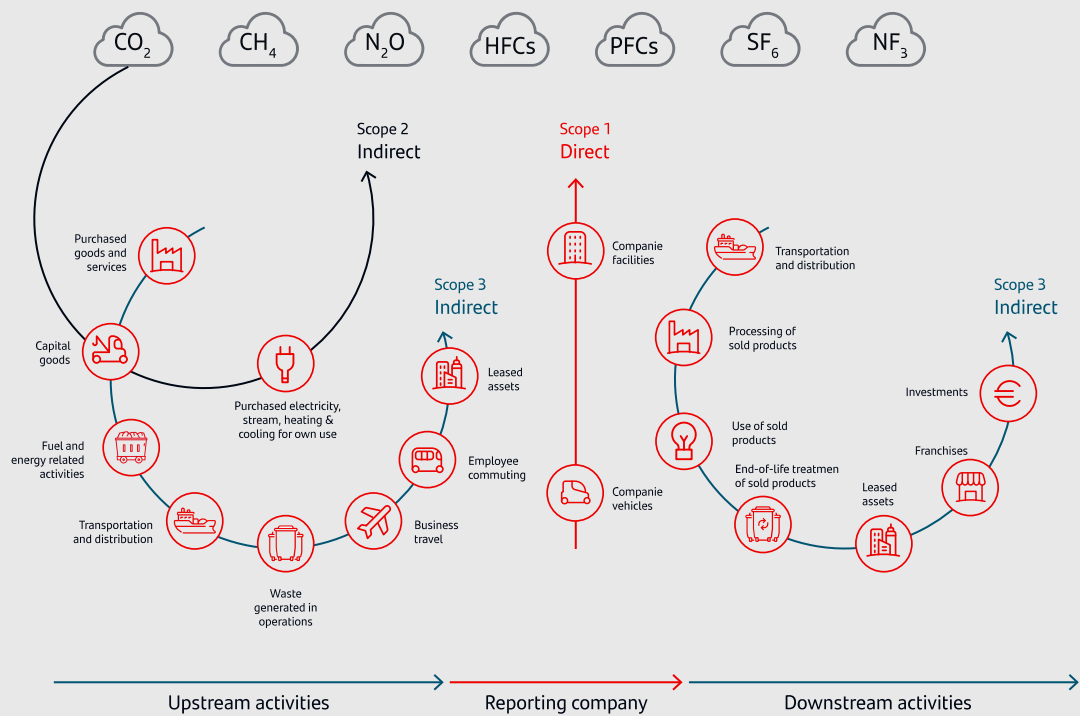 CO2
CH4
N2O
HFCs
PFCs
SF6
NF3
Scope 2
Indirect
Scope 1
Direct
Purchased
goods and
services
Capital
goods
Fuel and
energy related
activities
Transportation
and distribution
Waste
generated in
operations
Business
travel
Employee
commuting
Leased
assets
Scope 3
Indirect
Purchased electricity,
stream, heating &
cooling for own use
Companie
facilities
Companie
vehicles
Transportation
and distribution
Processing of
sold products
Use of sold
products
End-of-life treatmen
of sold products
Leased
assets
Franchises
Investments
Scope 3
Indirect
Upstream activities
Reporting company
Downstream activities